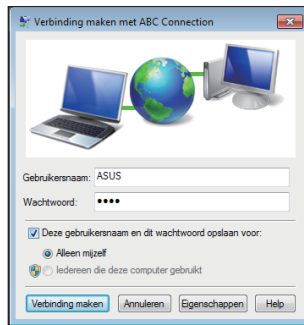 Verbinding maken met ABC Connection
Gebruikersnaam: ASUS
Wachtwoord: ••••
Deze gebruikersnaam en dit wachtwoord opslaan voor:
Alleen mijzelf
Iedereen die deze computer gebruikt
Verbinding maken Annuleren Eigenschappen Help